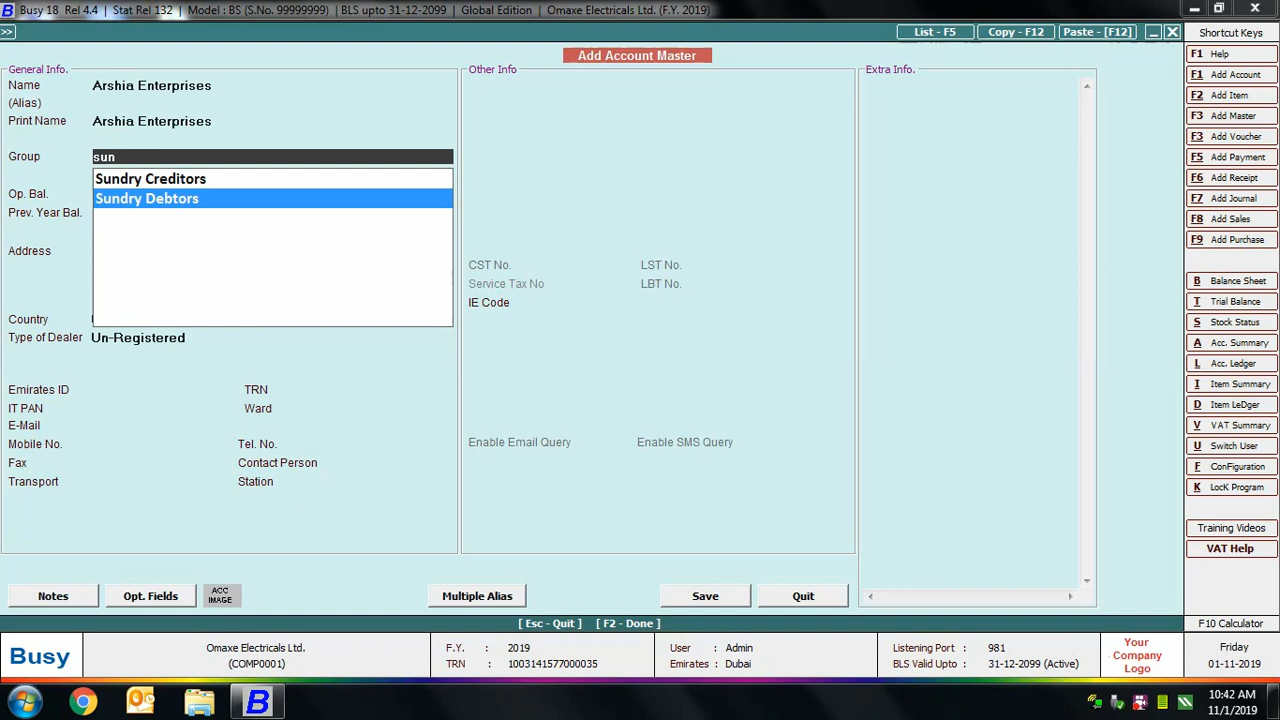 Busy 18 Rel 4.4 | Stat Rel 132 | Model : BS (S.No. 99999999) | BLS upto 31-12-2099 | Global Edition | Omaxe Electricals Ltd. (F.Y. 2019)
>>
List - F5
Copy - F12
Paste - [F12]
Shortcut Keys
Add Account Master
General Info.
Other Info
Extra Info.
Name Arshia Enterprises
(Alias)
Print Name Arshia Enterprises
Group sun
Sundry Creditors
Sundry Debtors
Op. Bal.
Prev. Year Bal.
Address
Country
Type of Dealer Un-Registered
Emirates ID TRN
IT PAN Ward
E-Mail
Mobile No. Tel. No.
Fax Contact Person
Transport Station
CST No. LST No.
Service Tax No LBT No.
IE Code
Enable Email Query Enable SMS Query
F1 Help
F1 Add Account
F2 Add Item
F3 Add Master
F3 Add Voucher
F5 Add Payment
F6 Add Receipt
F7 Add Journal
F8 Add Sales
F9 Add Purchase
B Balance Sheet
T Trial Balance
S Stock Status
A Acc. Summary
L Acc. Ledger
I Item Summary
D Item LeDger
V VAT Summary
U Switch User
F ConFiguration
K LocK Program
Training Videos
VAT Help
Notes
Opt. Fields
ACC
IMAGE
Multiple Alias
Save
Quit
[ Esc - Quit ] [ F2 - Done ]
F10 Calculator
Busy
Omaxe Electricals Ltd.
(COMP0001)
F.Y. : 2019
TRN : 1003141577000035
User : Admin
Emirates : Dubai
Listening Port : 981
BLS Valid Upto : 31-12-2099 (Active)
Your
Company
Logo
Friday
01-11-2019
B
10:42 AM
11/1/2019